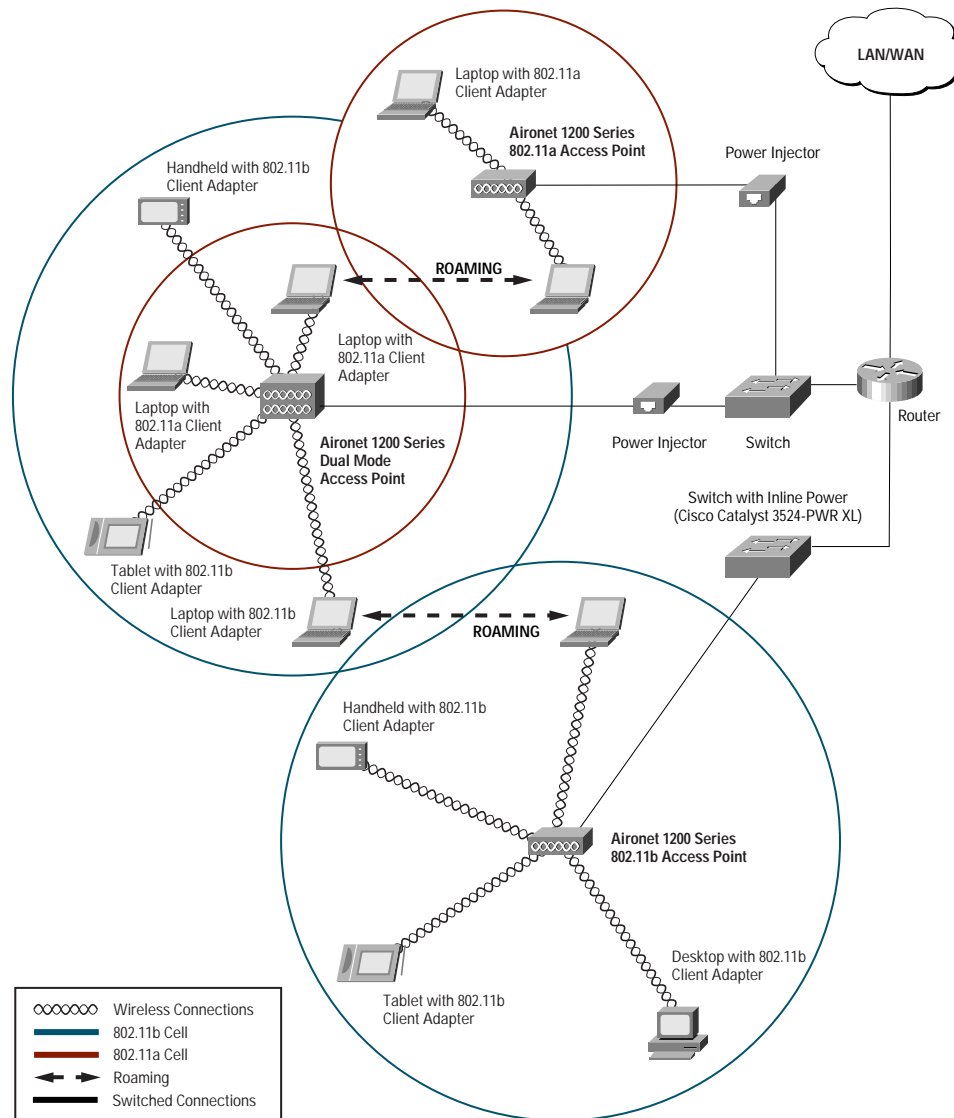 LAN/WAN
Laptop with 802.11a
Client Adapter
Aironet 1200 Series
802.11a Access Point
Power Injector
Handheld with 802.11b
Client Adapter
ROAMING
Laptop with
802.11a Client
Adapter
Laptop with
802.11a Client
Adapter
Aironet 1200 Series
Dual Mode
Access Point
Power Injector
Switch
Router
Switch with Inline Power
(Cisco Catalyst 3524-PWR XL)
Tablet with 802.11b
Client Adapter
Laptop with 802.11b
Client Adapter
ROAMING
Handheld with 802.11b
Client Adapter
Aironet 1200 Series
802.11b Access Point
Desktop with 802.11b
Client Adapter
Tablet with 802.11b
Client Adapter
Wireless Connections
802.11b Cell
802.11a Cell
Roaming
Switched Connections